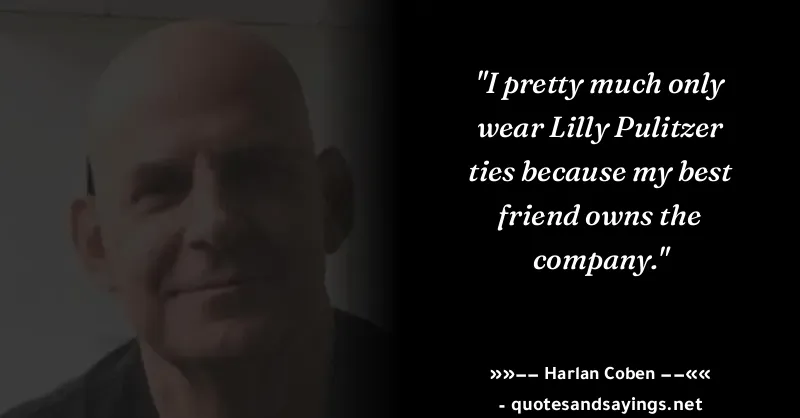 "I pretty much only
wear Lilly Pulitzer
ties because my best
friend owns the
company."
»»–– Harlan Coben ––««
- quotesandsayings.net